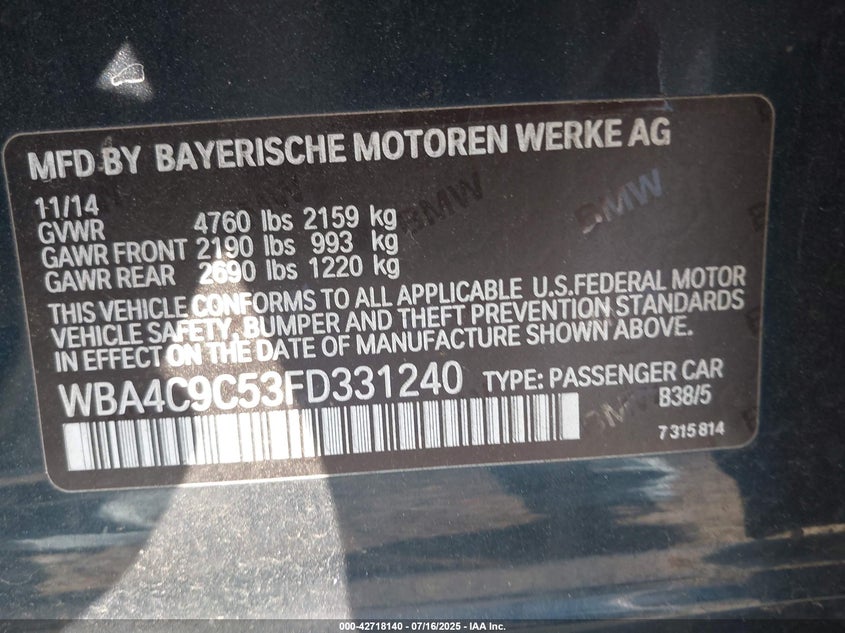 MFD BY BAYERISCHE MOTOREN WERKE AG
11/14
GVWR 4760 lbs 2159 kg
GAWR FRONT 2190 lbs 993 kg
GAWR REAR 2690 lbs 1220 kg
THIS VEHICLE CONFORMS TO ALL APPLICABLE U.S.FEDERAL MOTOR
VEHICLE SAFETY, BUMPER AND THEFT PREVENTION STANDARDS
IN EFFECT ON THE DATE OF MANUFACTURE SHOWN ABOVE.
WBA4C9C53FD331240 TYPE: PASSENGER CAR
B38/5
7 315 814
BMW
BMW
BMW
000-42718140 - 07/16/2025 - IAA Inc.